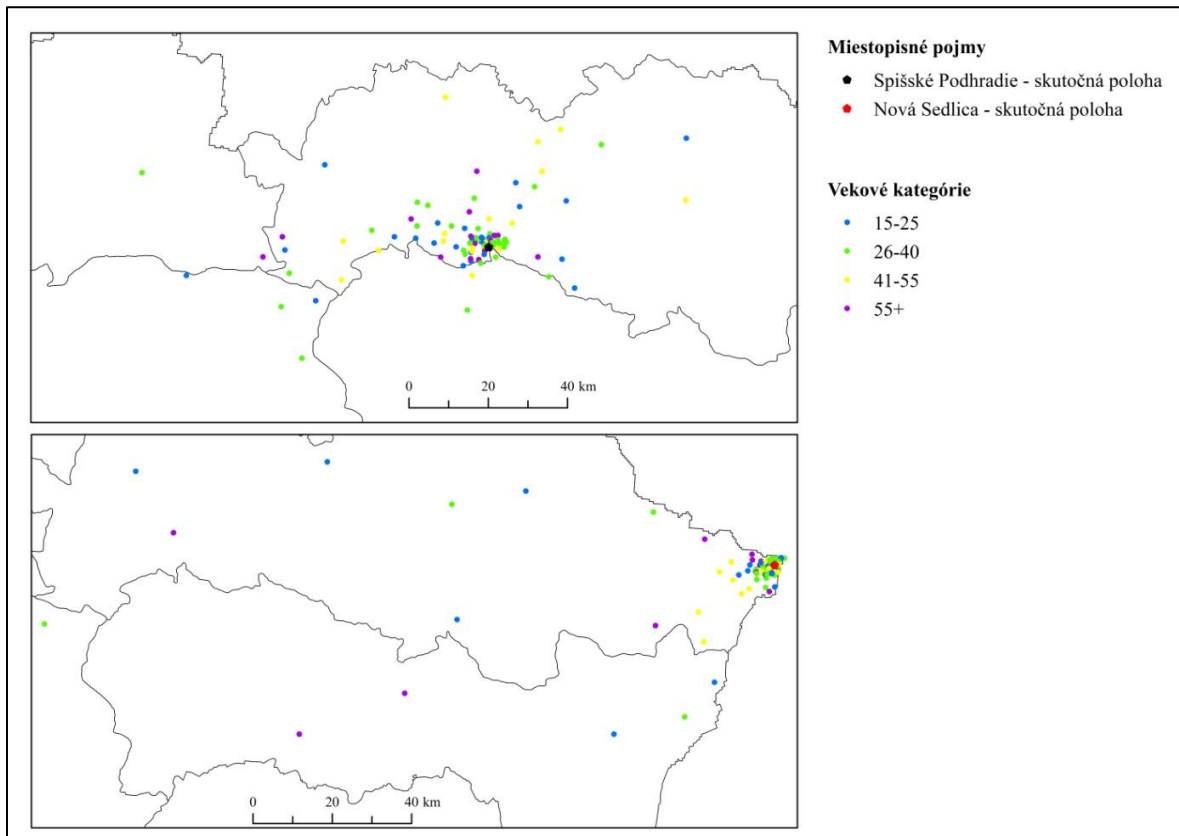 Miestopisné pojmy
Spišské Podhradie - skutočná poloha
Nová Sedlica - skutočná poloha
Vekové kategórie
15-25
26-40
41-55
55+
0 20 40 km
0 20 40 km